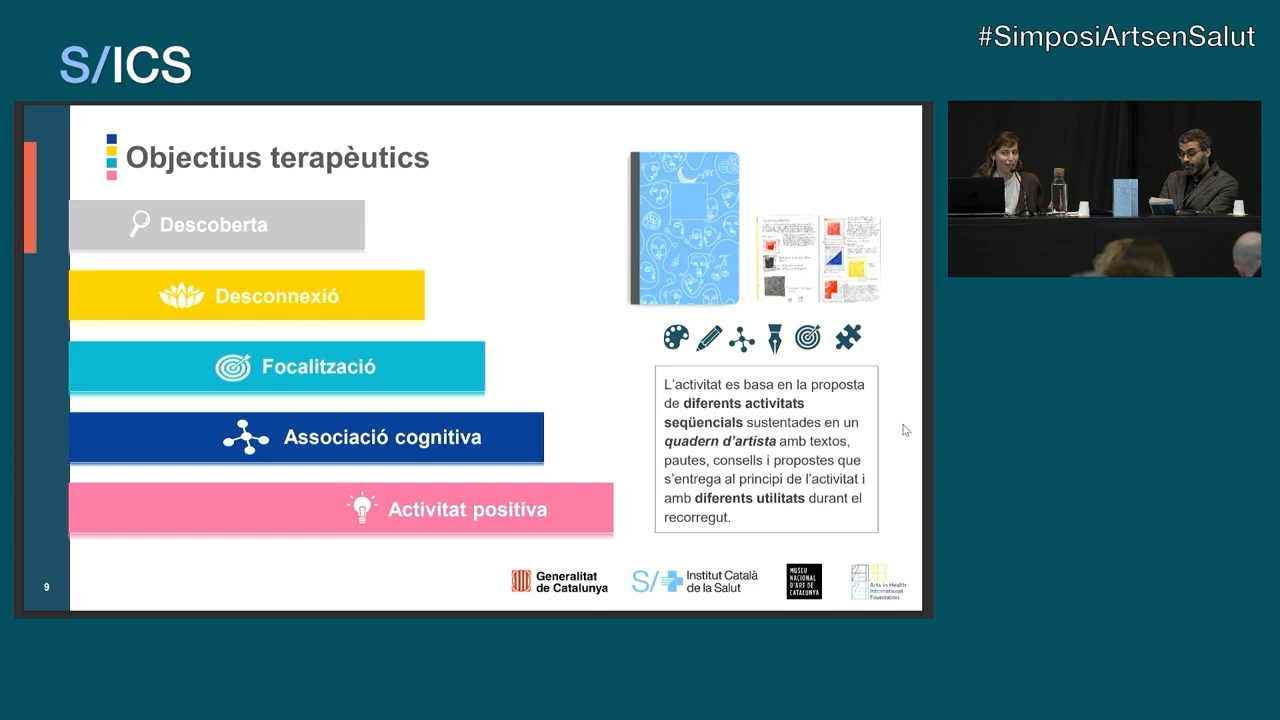 S/ICS
#SimposiArtsenSalut
Objectius terapèutics
Descoberta
Desconnexió
Focalització
Associació cognitiva
Activitat positiva
L'activitat es basa en la proposta
de diferents activitats
seqüencials sustentades en un
quadern d'artista amb textos,
pautes, consells i propostes que
s'entrega al principi de l'activitat i
amb diferents utilitats durant el
recorregut.
9
Generalitat
de Catalunya
S/ Institut Català
de la Salut
MUSEU
NACIONAL
D'ART DE
CATALUNYA
Arts in Health
International
Foundation